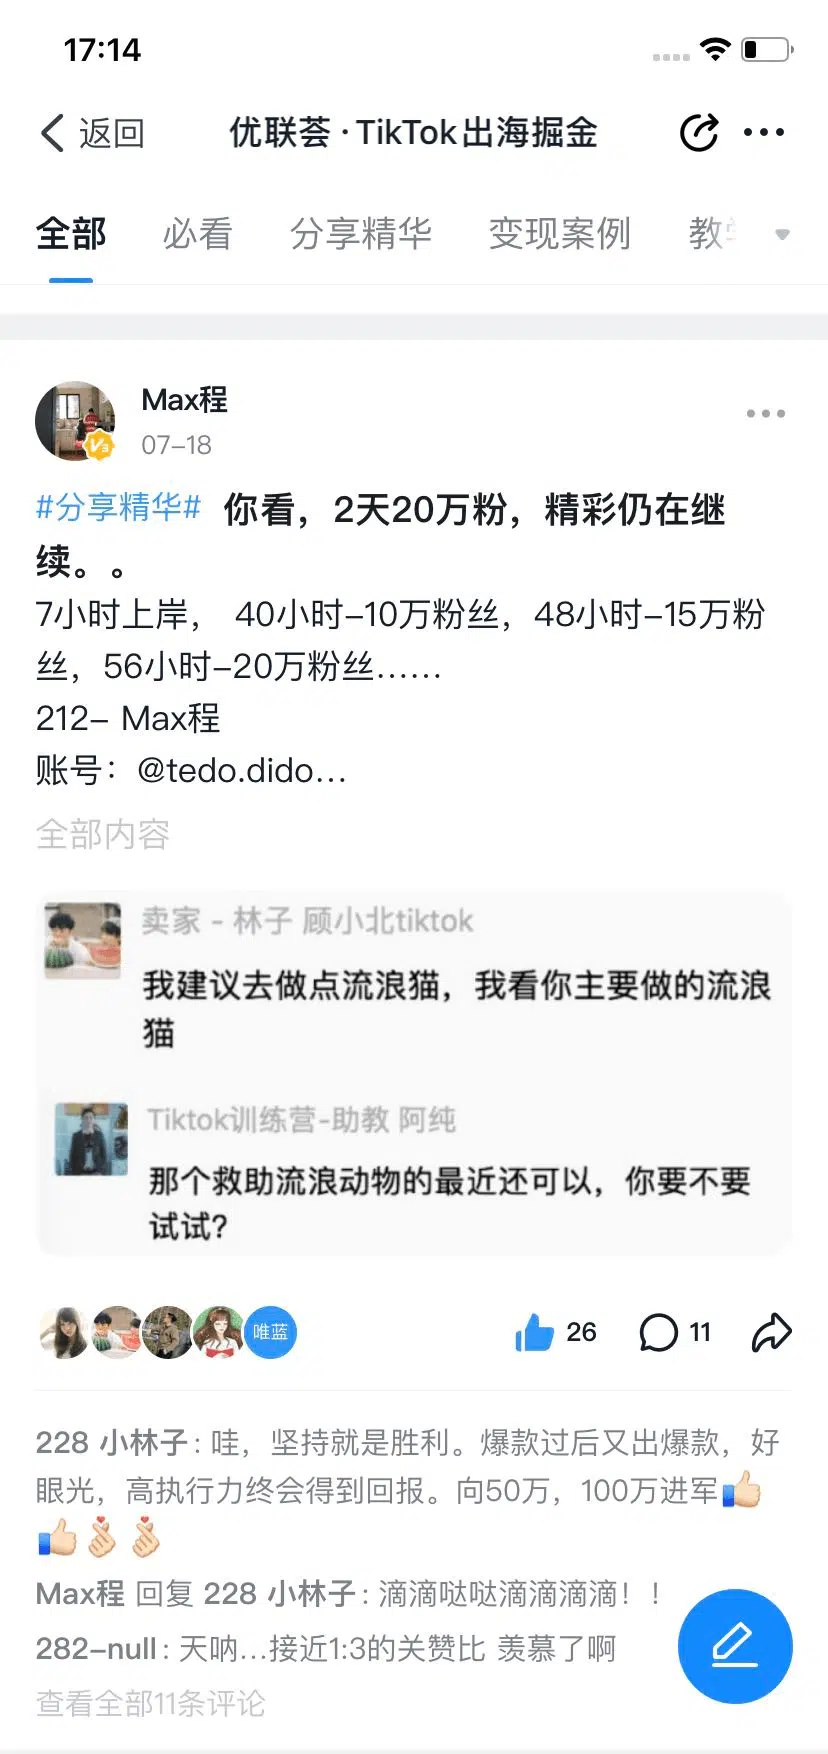 17:14
返回
优联荟·TikTok出海掘金
全部
必看
分享精华
变现案例
教学
Max程
07-18
#分享精华# 你看，2天20万粉，精彩仍在继
续。。
7小时上岸， 40小时-10万粉丝，48小时-15万粉
丝，56小时-20万粉丝……
212- Max程
账号：@tedo.dido...
全部内容
卖家 - 林子 顾小北tiktok
我建议去做点流浪猫，我看你主要做的流浪
猫
Tiktok训练营-助教 阿纯
那个救助流浪动物的最近还可以，你要不要
试试？
唯蓝
26
11
228 小林子：哇，坚持就是胜利。爆款过后又出爆款，好
眼光，高执行力终会得到回报。向50万，100万进军👍
👍🫰🫰
Max程 回复 228 小林子：滴滴哒哒滴滴滴滴！！
282-null：天呐...接近1:3的关赞比 羡慕了啊
查看全部11条评论